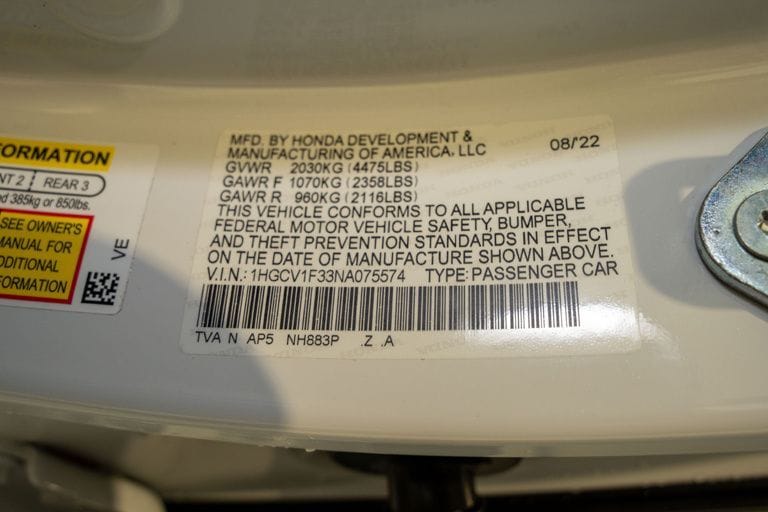 ORMATION
NT 2 REAR 3
ed 385kg or 850lbs.
SEE OWNER'S
MANUAL FOR
DDITIONAL
FORMATION
VE
MFD. BY HONDA DEVELOPMENT & 08/'22
MANUFACTURING OF AMERICA, LLC
GVWR 2030KG (4475LBS)
GAWR F 1070KG (2358LBS)
GAWR R 960KG (2116LBS)
THIS VEHICLE CONFORMS TO ALL APPLICABLE
FEDERAL MOTOR VEHICLE SAFETY, BUMPER,
AND THEFT PREVENTION STANDARDS IN EFFECT
ON THE DATE OF MANUFACTURE SHOWN ABOVE.
V.I.N.: 1HGCV1F33NA075574 TYPE: PASSENGER CAR
TVA N AP5 NH883P .Z .A